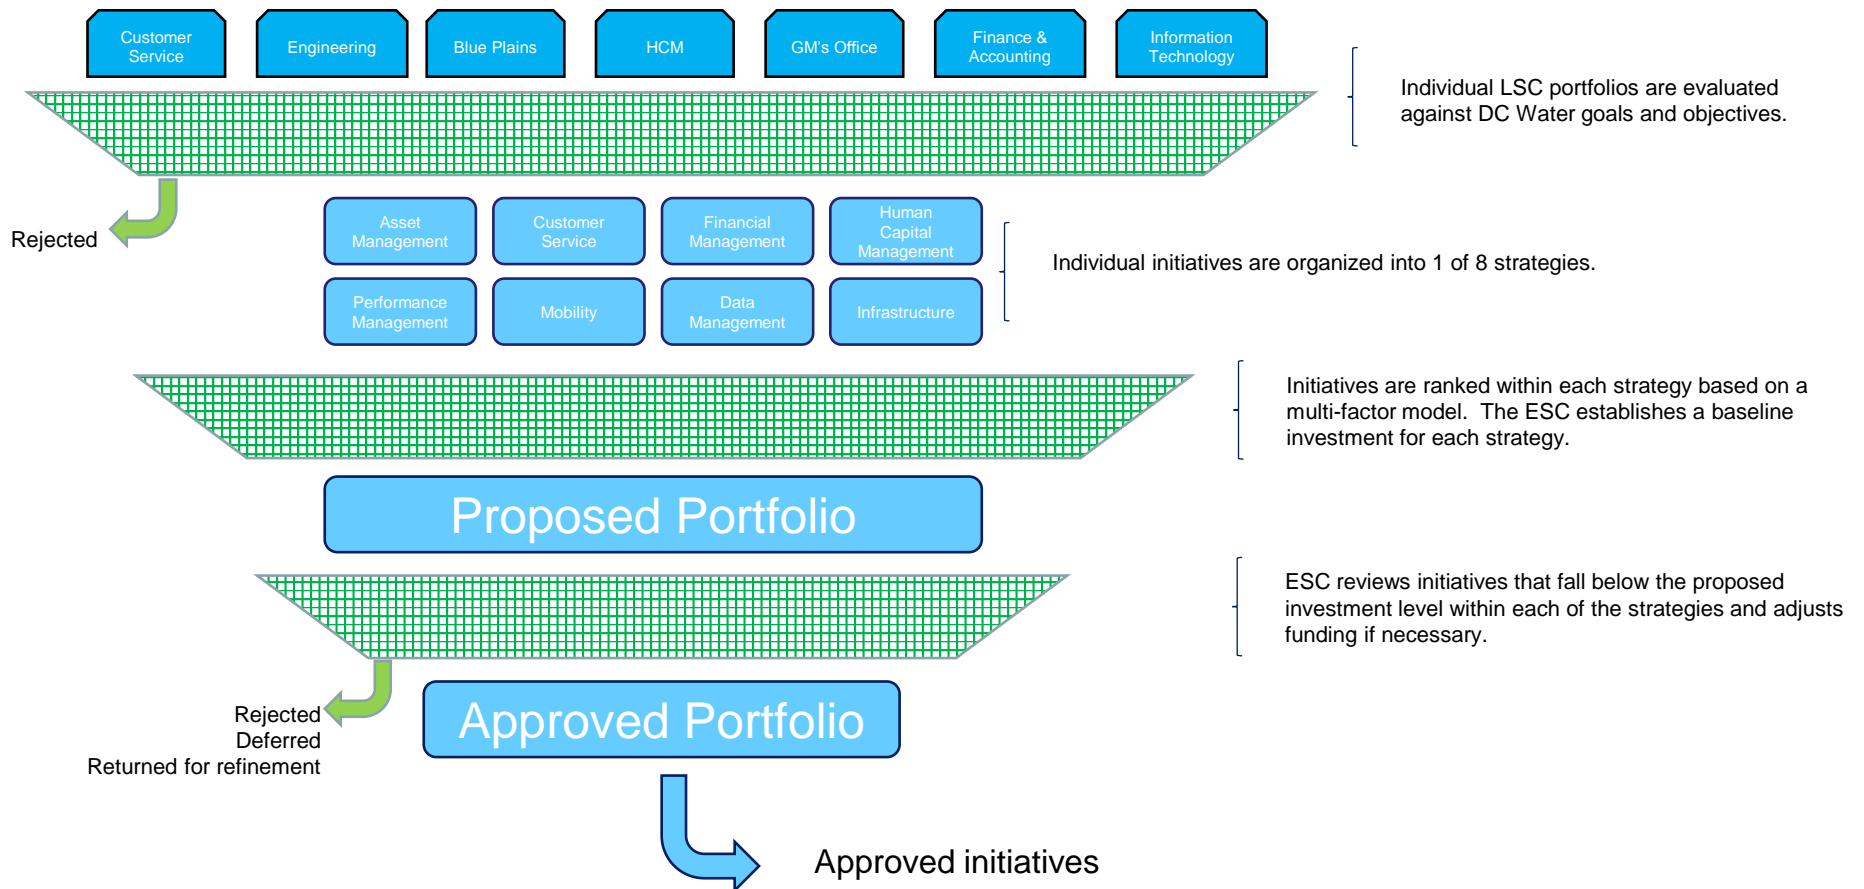 Customer
Service
Engineering
Blue Plains
HCM
GM's Office
Finance &
Accounting
Information
Technology
Individual LSC portfolios are evaluated
against DC Water goals and objectives.
Rejected
Asset
Management
Customer
Service
Financial
Management
Human
Capital
Management
Performance
Management
Mobility
Data
Management
Infrastructure
Individual initiatives are organized into 1 of 8 strategies.
Initiatives are ranked within each strategy based on a
multi-factor model.  The ESC establishes a baseline
investment for each strategy.
Proposed Portfolio
ESC reviews initiatives that fall below the proposed
investment level within each of the strategies and adjusts
funding if necessary.
Rejected
Deferred
Returned for refinement
Approved Portfolio
Approved initiatives